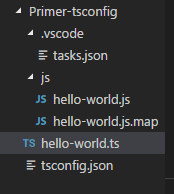 Primer-tsconfig
.vscode
tasks.json
js
JS hello-world.js
JS hello-world.js.map
TS hello-world.ts
tsconfig.json